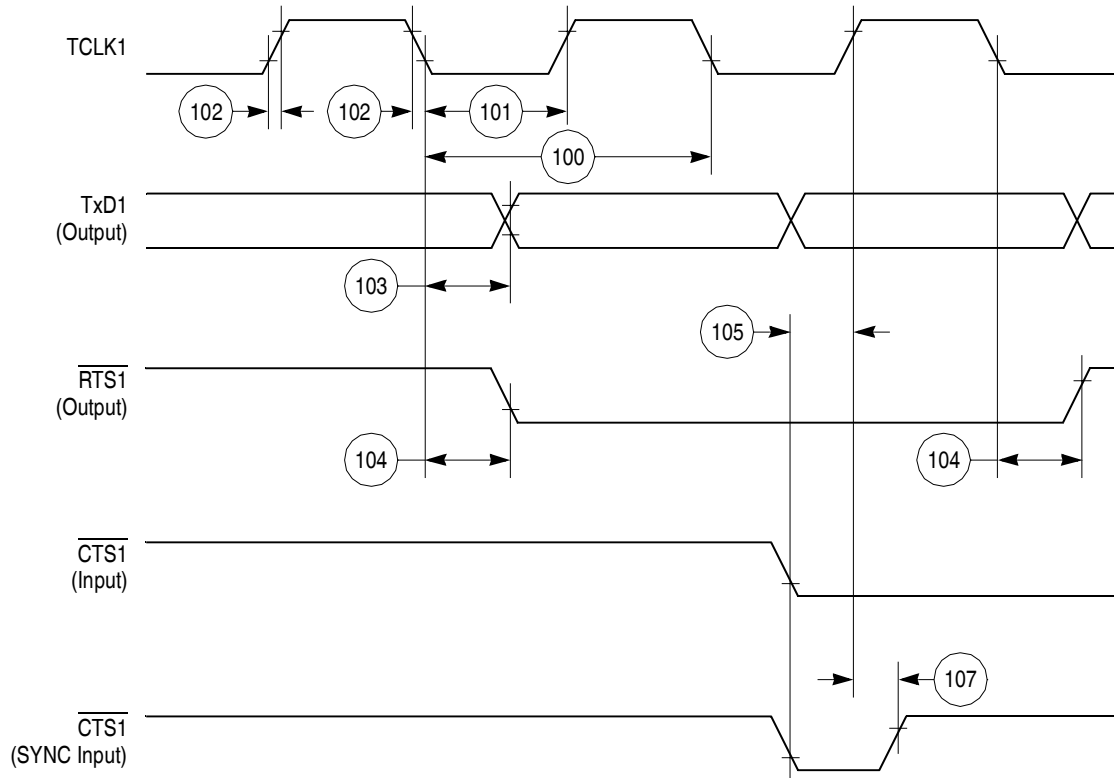 TCLK1
102
102
101
100
TxD1
(Output)
103
105
RTS1
(Output)
104
104
CTS1
(Input)
107
CTS1
(SYNC Input)